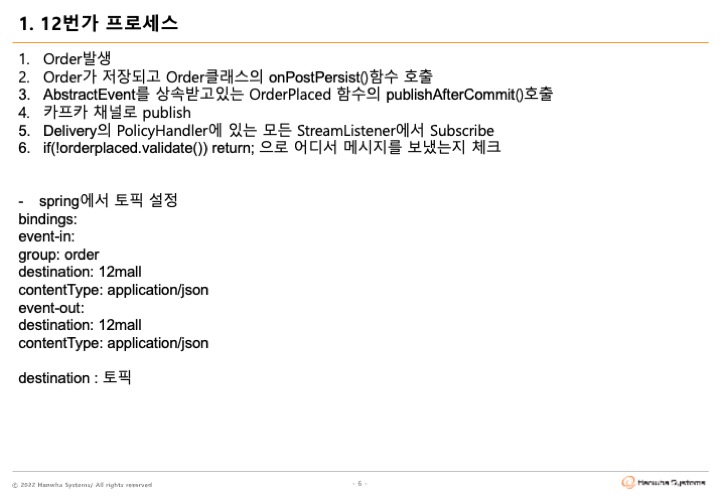 1. 12번가 프로세스
1. Order발생
2. Order가 저장되고 Order클래스의 onPostPersist()함수 호출
3. AbstractEvent를 상속받고있는 OrderPlaced 함수의 publishAfterCommit()호출
4. 카프카 채널로 publish
5. Delivery의 PolicyHandler에 있는 모든 StreamListener에서 Subscribe
6. if(!orderplaced.validate()) return; 으로 어디서 메시지를 보냈는지 체크
- spring에서 토픽 설정
bindings:
event-in:
group: order
destination: 12mall
contentType: application/json
event-out:
destination: 12mall
contentType: application/json
destination : 토픽
© 2022 Hanwha Systems/ All rights reserved
- 6 -
Hanwha Systems